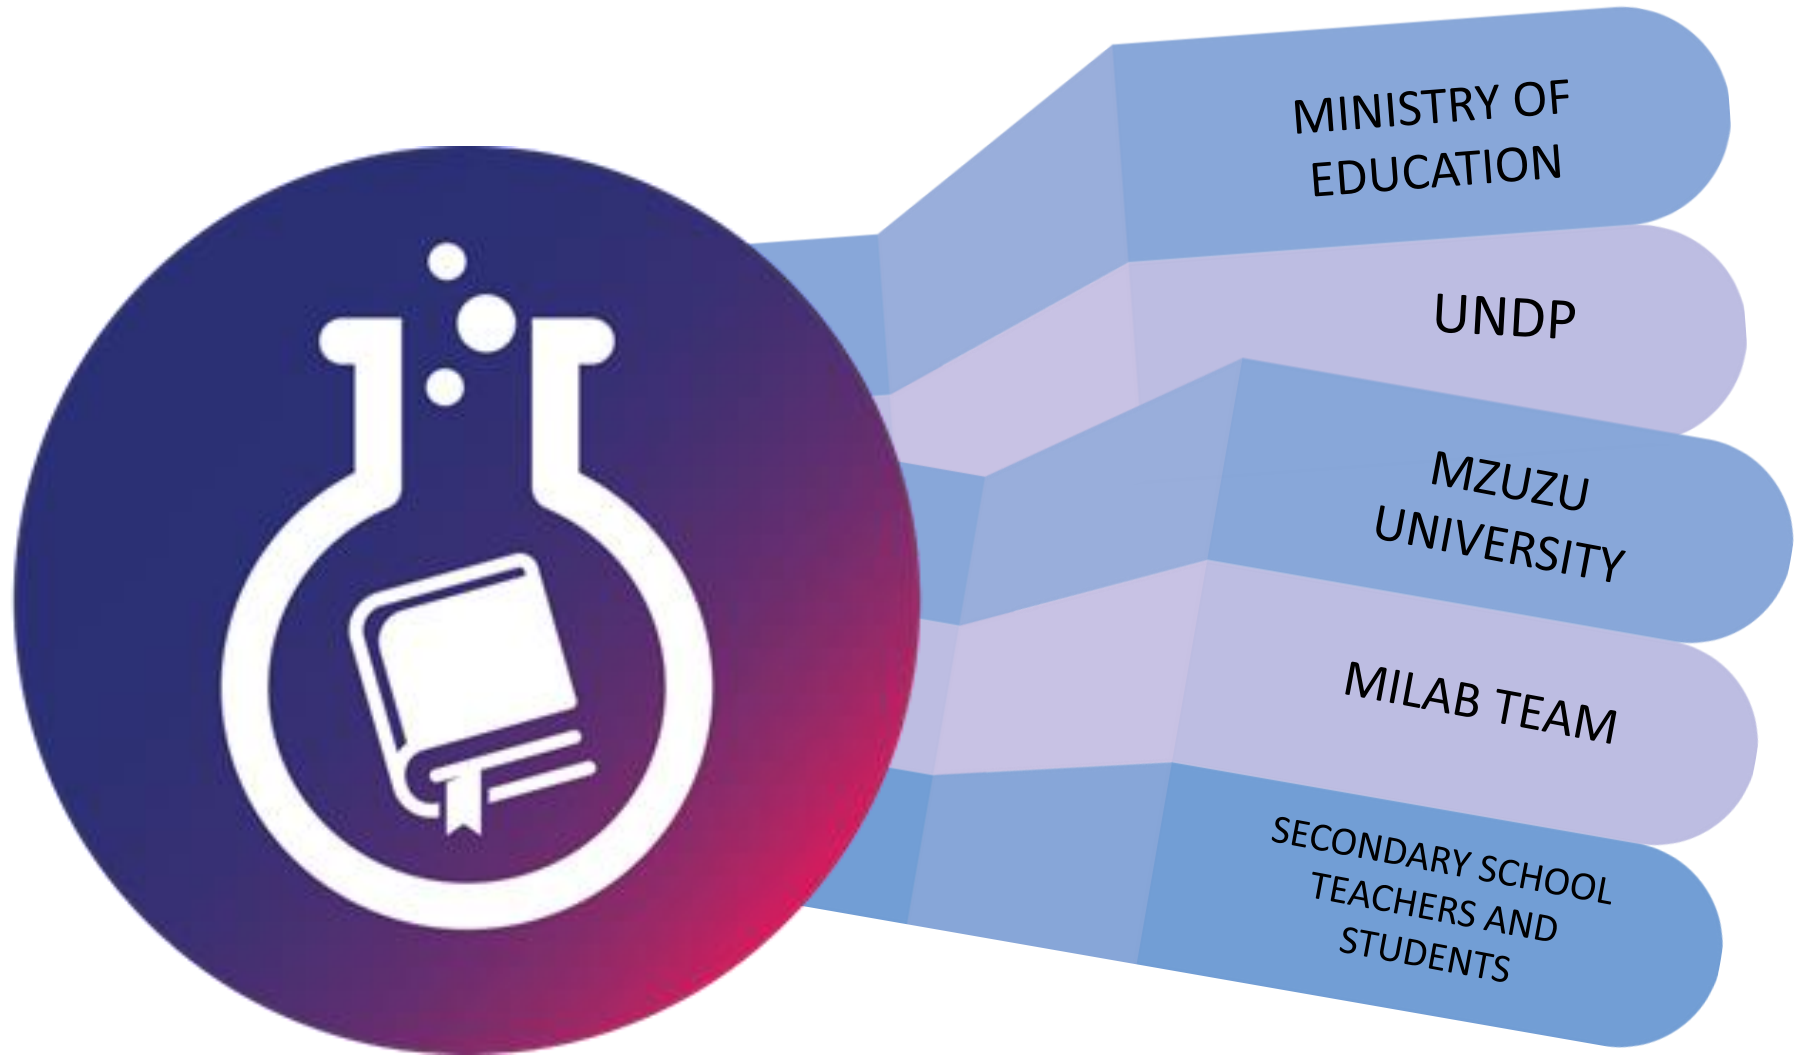 MINISTRY OF
EDUCATION
UNDP
MZUZU
UNIVERSITY
MILAB TEAM
SECONDARY SCHOOL
TEACHERS AND
STUDENTS